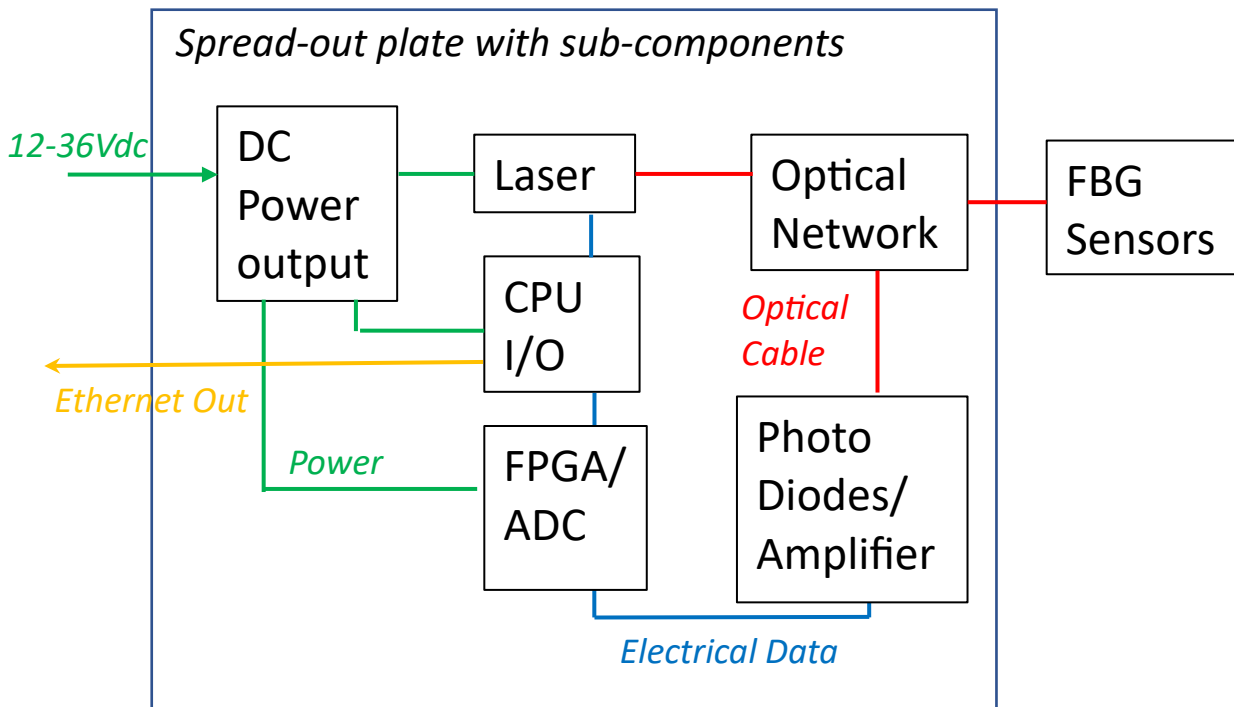 Spread-out plate with sub-components
12-36Vdc
DC
Power
output
Laser
Optical
Network
FBG
Sensors
CPU
I/O
Optical
Cable
Ethernet Out
Power
FPGA/
ADC
Photo
Diodes/
Amplifier
Electrical Data